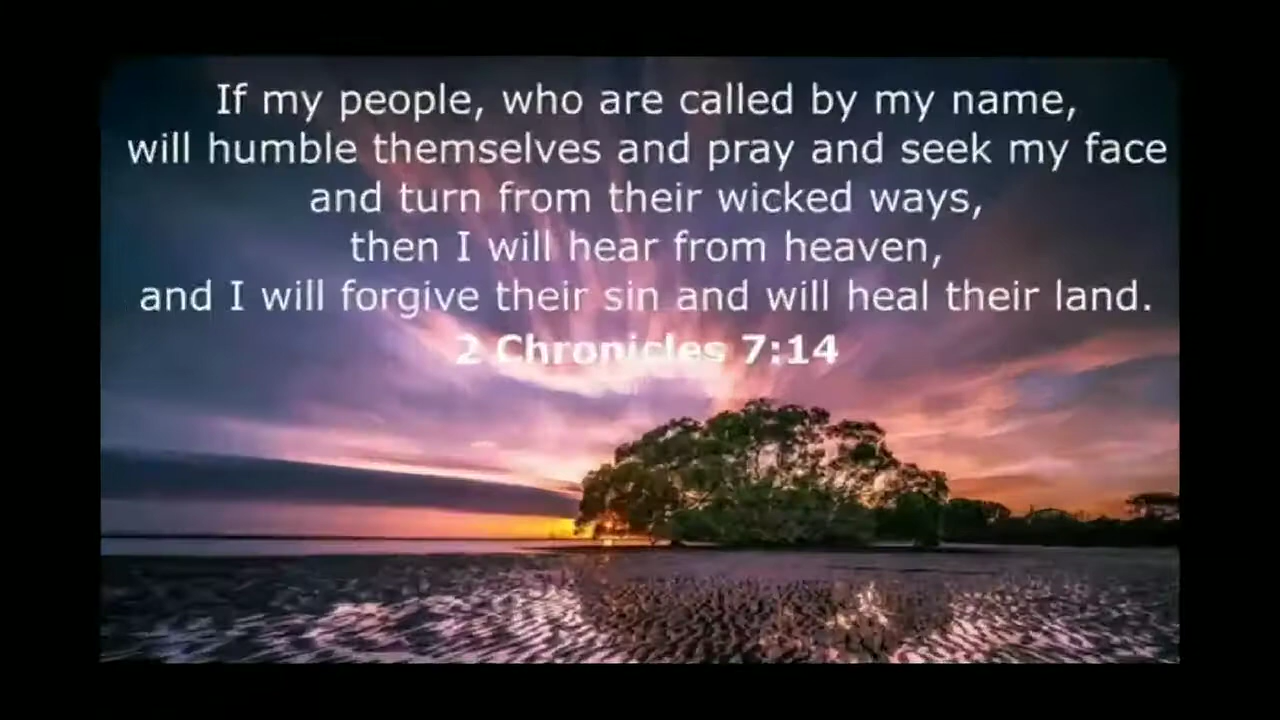 If my people, who are called by my name,
will humble themselves and pray and seek my face
and turn from their wicked ways,
then I will hear from heaven,
and I will forgive their sin and will heal their land.
2 Chronicles 7:14